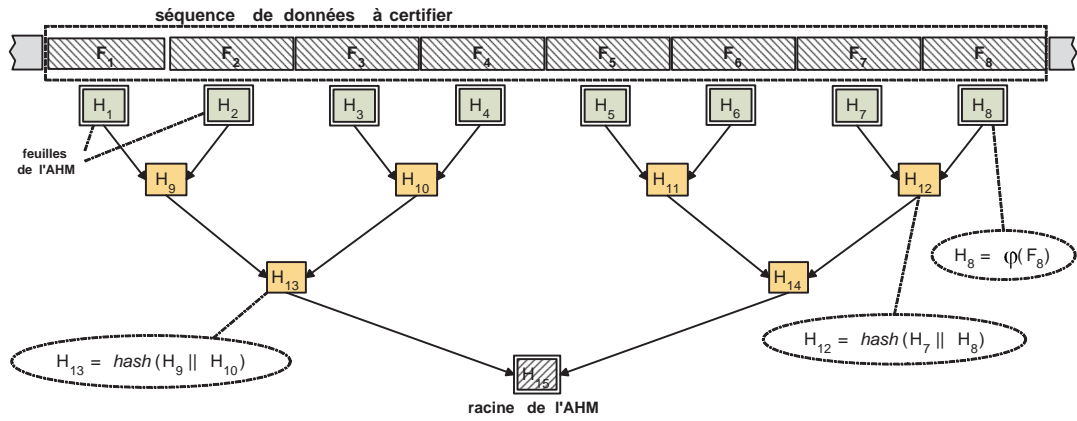 séquence de données à certifier
F1 F2 F3 F4 F5 F6 F7 F8
H1 H2 H3 H4 H5 H6 H7 H8
feuilles
de l'AHM
H9 H10 H11 H12
H8 = φ(F8)
H13 H14
H13 = hash(H9 || H10)
H12 = hash(H7 || H8)
H15
racine de l'AHM